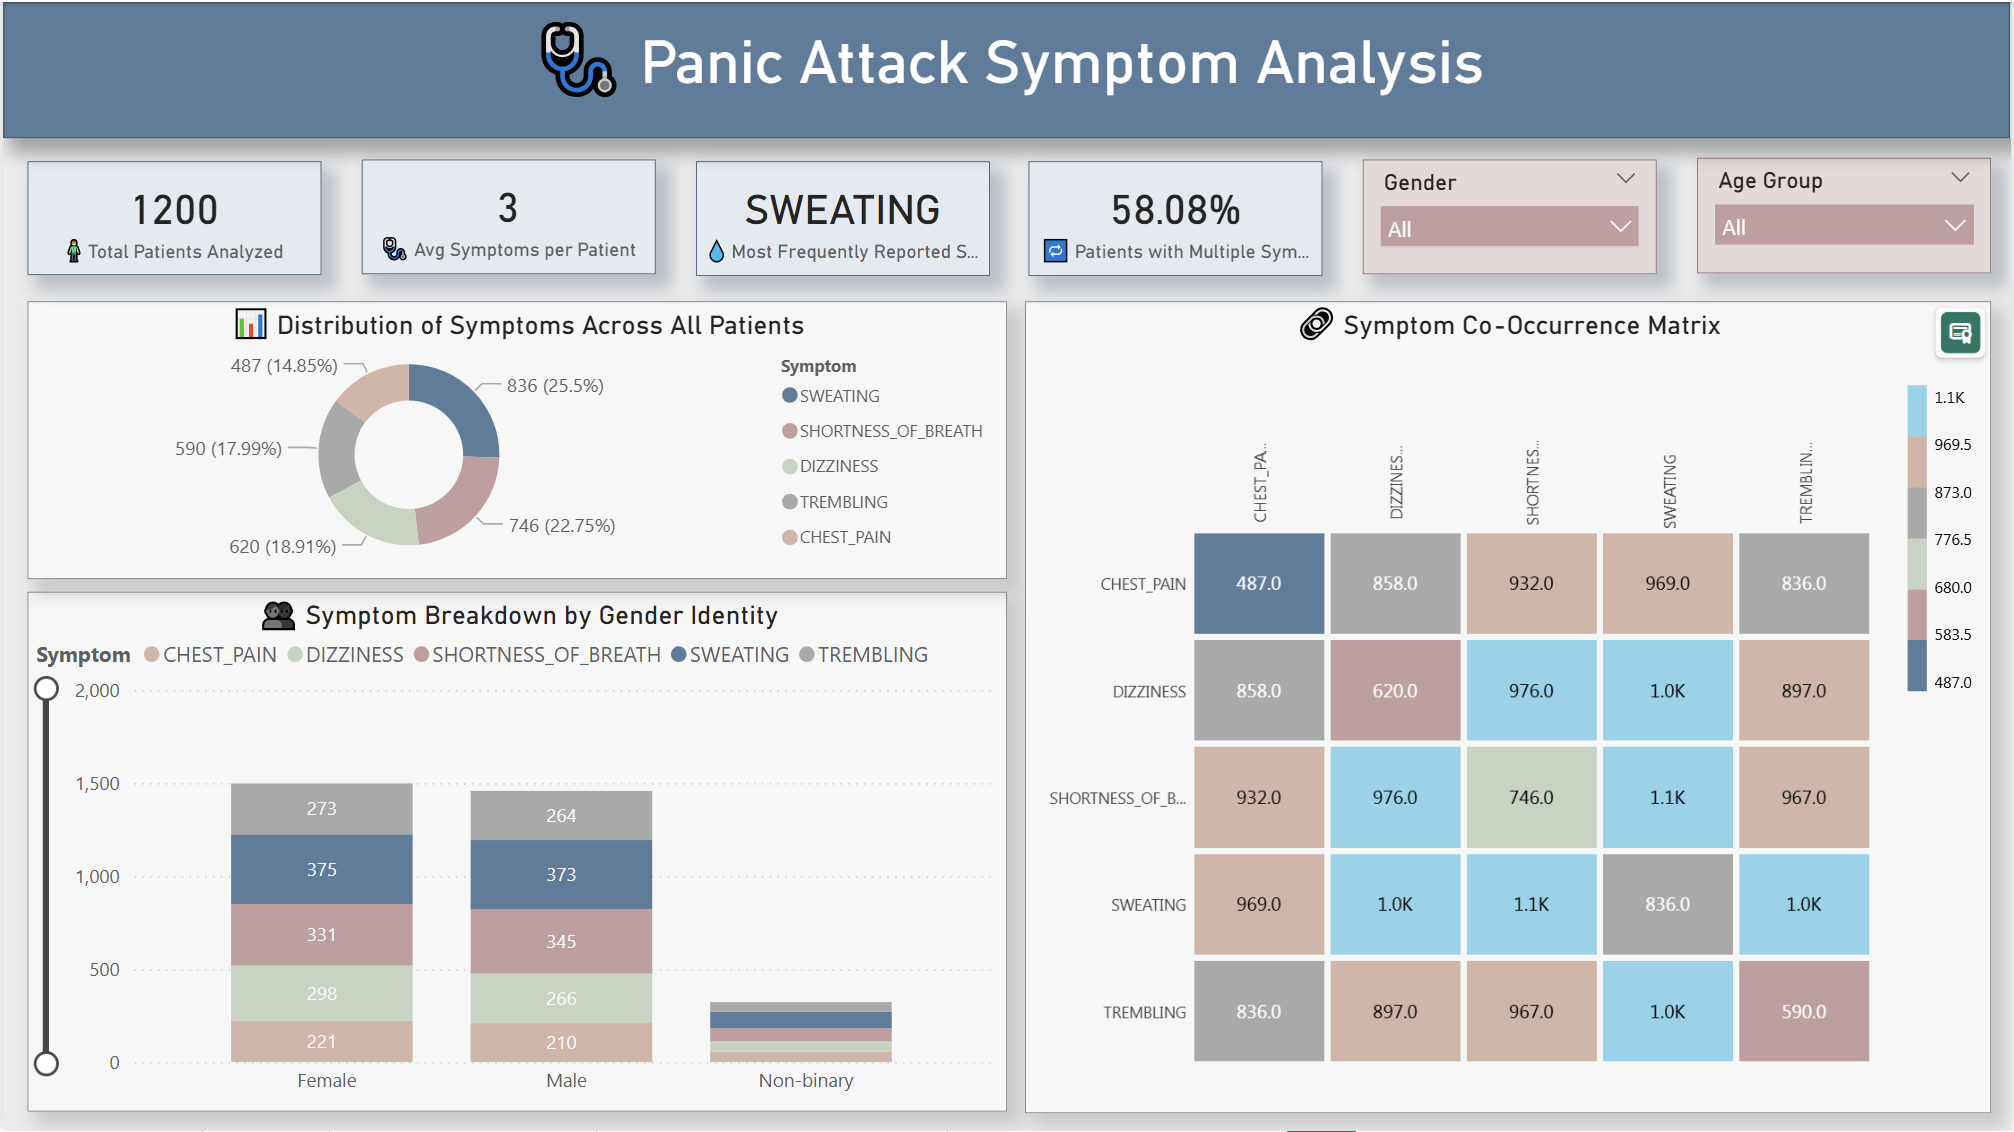 Panic Attack Symptom Analysis
1200
Total Patients Analyzed
3
Avg Symptoms per Patient
SWEATING
Most Frequently Reported S...
58.08%
Patients with Multiple Sym...
Gender
All
Age Group
All
Distribution of Symptoms Across All Patients
487 (14.85%)
836 (25.5%)
590 (17.99%)
746 (22.75%)
620 (18.91%)
Symptom
SWEATING
SHORTNESS_OF_BREATH
DIZZINESS
TREMBLING
CHEST_PAIN
Symptom Breakdown by Gender Identity
Symptom CHEST_PAIN DIZZINESS SHORTNESS_OF_BREATH SWEATING TREMBLING
2,000
1,500
1,000
500
0
273
375
331
298
221
264
373
345
266
210
Female Male Non-binary
Symptom Co-Occurrence Matrix
1.1K
969.5
873.0
776.5
680.0
583.5
487.0
CHEST_PA... DIZZINES... SHORTNES... SWEATING TREMBLIN...
CHEST_PAIN 487.0 858.0 932.0 969.0 836.0
DIZZINESS 858.0 620.0 976.0 1.0K 897.0
SHORTNESS_OF_B... 932.0 976.0 746.0 1.1K 967.0
SWEATING 969.0 1.0K 1.1K 836.0 1.0K
TREMBLING 836.0 897.0 967.0 1.0K 590.0